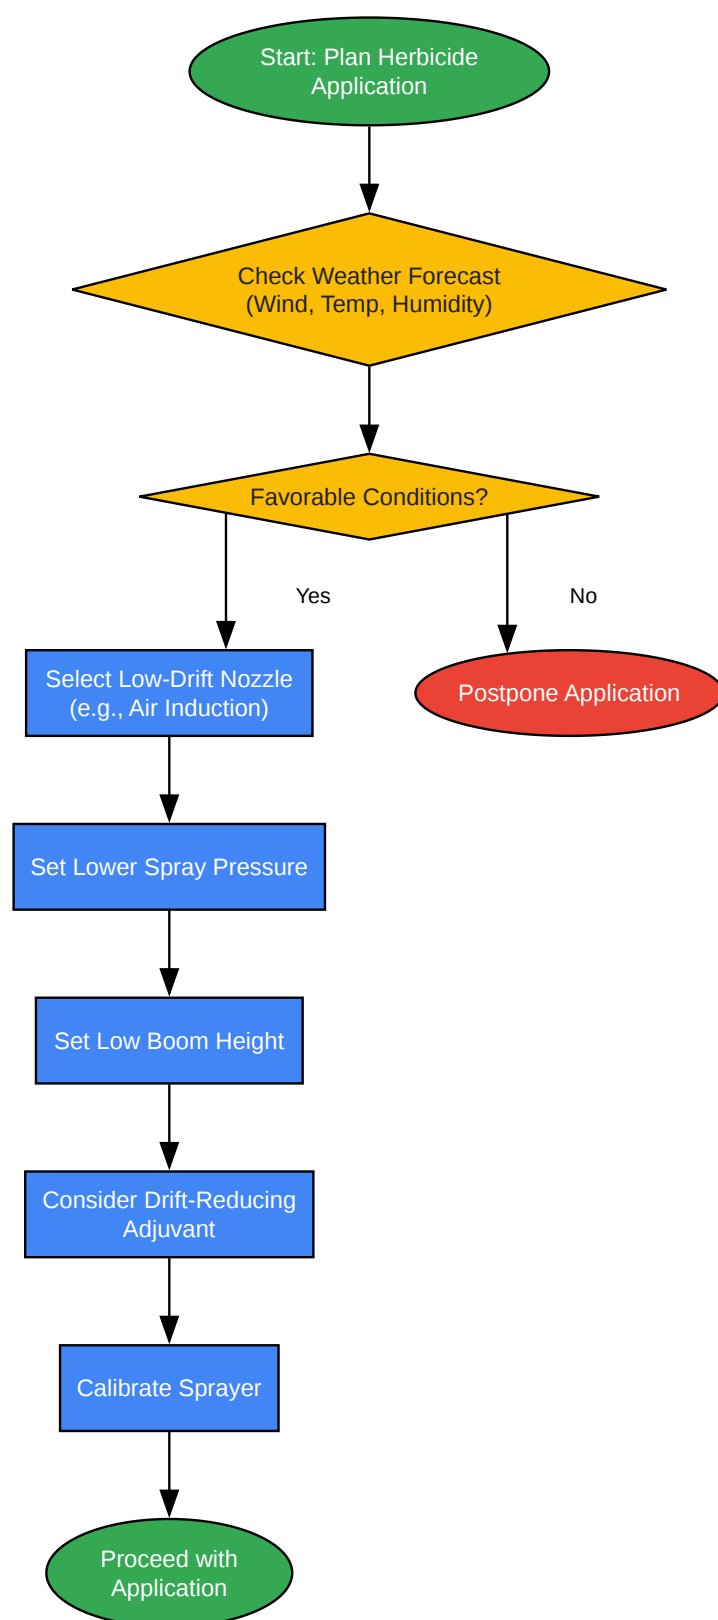 Start: Plan Herbicide
Application
Check Weather Forecast
(Wind, Temp, Humidity)
Favorable Conditions?
Yes
No
Select Low-Drift Nozzle
(e.g., Air Induction)
Postpone Application
Set Lower Spray Pressure
Set Low Boom Height
Consider Drift-Reducing
Adjuvant
Calibrate Sprayer
Proceed with
Application